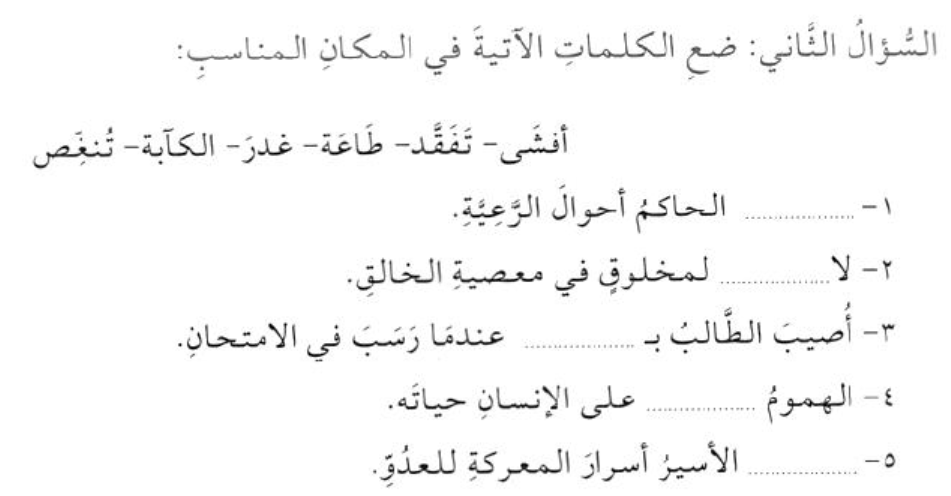 السُّؤالُ الثَّاني: ضعِ الكلماتِ الآتيةَ في المكانِ المناسبِ:
أفشَى- تَفَقَّد- طَاعَة- غدرَ- الكآبة- تُنغِّص
١- .................... الحاكمُ أحوالَ الرَّعِيَّةِ.
٢- لا .................... لمخلوقٍ في معصيةِ الخالقِ.
٣- أُصيبَ الطَّالبُ بـ .................... عندمَا رَسَبَ في الامتحانِ.
٤- الهمومُ .................... على الإنسانِ حياتَه.
٥- .................... الأسيرُ أسرارَ المعركةِ للعدُوِّ.